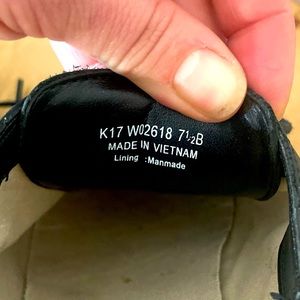 K17 W02618 7½B
MADE IN VIETNAM
Lining :Manmade